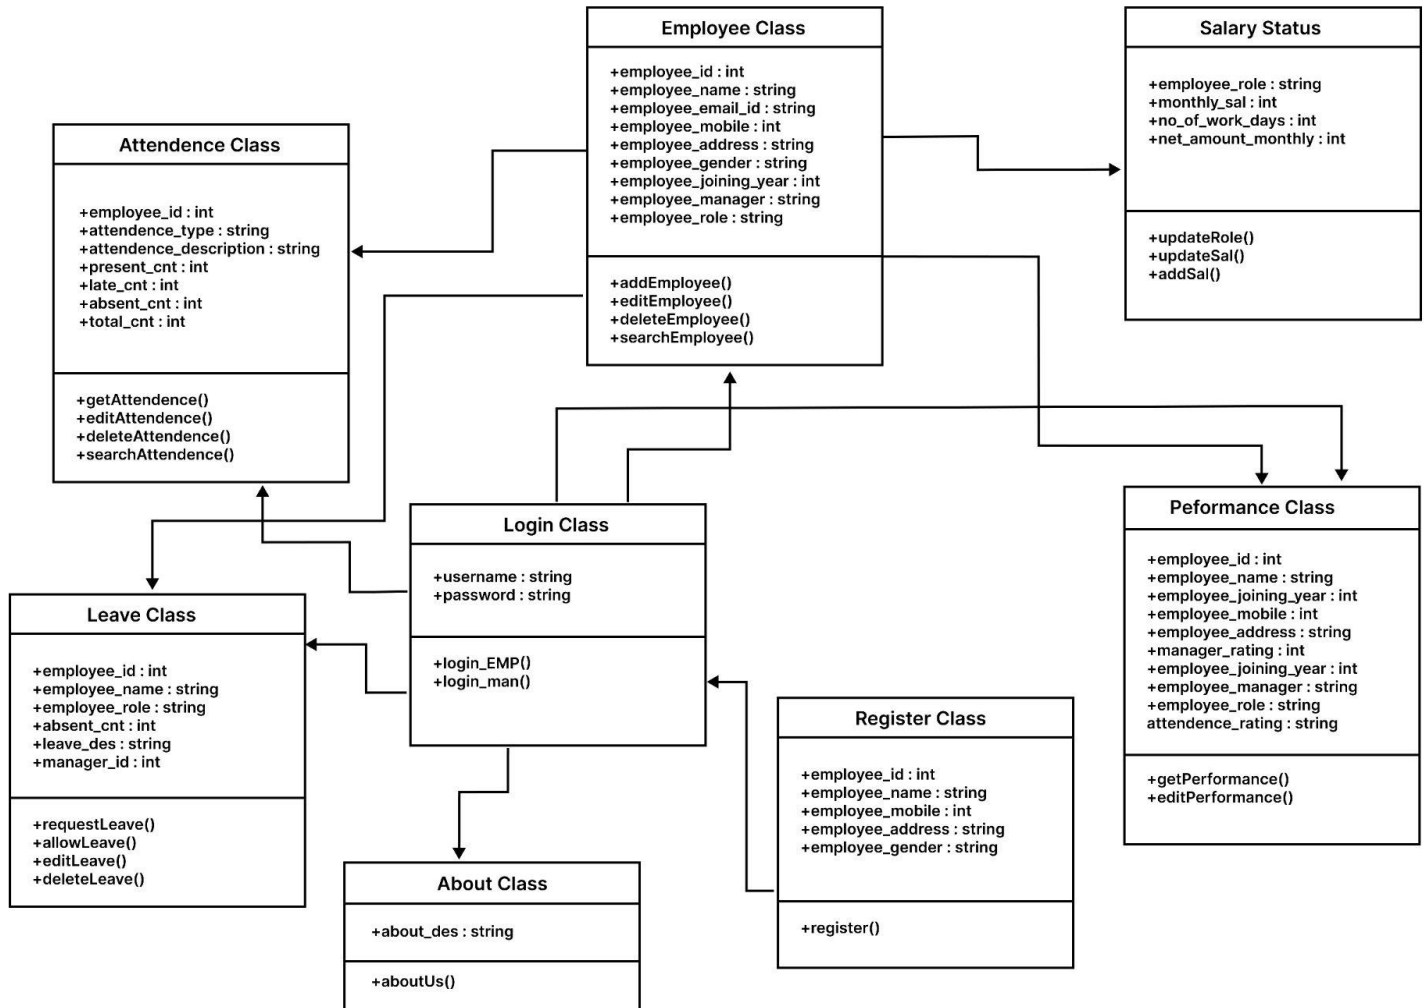 Employee Class
+employee_id : int
+employee_name : string
+employee_email_id : string
+employee_mobile : int
+employee_address : string
+employee_gender : string
+employee_joining_year : int
+employee_manager : string
+employee_role : string
+addEmployee()
+editEmployee()
+deleteEmployee()
+searchEmployee()
Salary Status
+employee_role : string
+monthly_sal : int
+no_of_work_days : int
+net_amount_monthly : int
+updateRole()
+updateSal()
+addSal()
Attendence Class
+employee_id : int
+attendence_type : string
+attendence_description : string
+present_cnt : int
+late_cnt : int
+absent_cnt : int
+total_cnt : int
+getAttendence()
+editAttendence()
+deleteAttendence()
+searchAttendence()
Login Class
+username : string
+password : string
+login_EMP()
+login_man()
Peformance Class
+employee_id : int
+employee_name : string
+employee_joining_year : int
+employee_mobile : int
+employee_address : string
+manager_rating : int
+employee_joining_year : int
+employee_manager : string
+employee_role : string
attendence_rating : string
+getPerformance()
+editPerformance()
Leave Class
+employee_id : int
+employee_name : string
+employee_role : string
+absent_cnt : int
+leave_des : string
+manager_id : int
+requestLeave()
+allowLeave()
+editLeave()
+deleteLeave()
Register Class
+employee_id : int
+employee_name : string
+employee_mobile : int
+employee_address : string
+employee_gender : string
+register()
About Class
+about_des : string
+aboutUs()